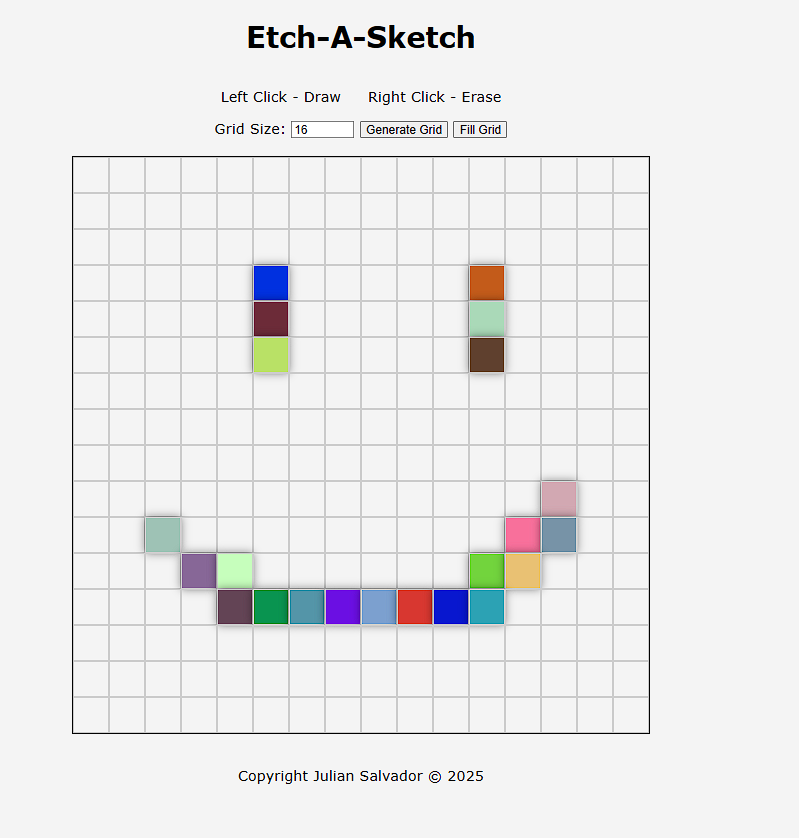 Etch-A-Sketch
Left Click - Draw Right Click - Erase
Grid Size: 16 Generate Grid Fill Grid
Copyright Julian Salvador © 2025